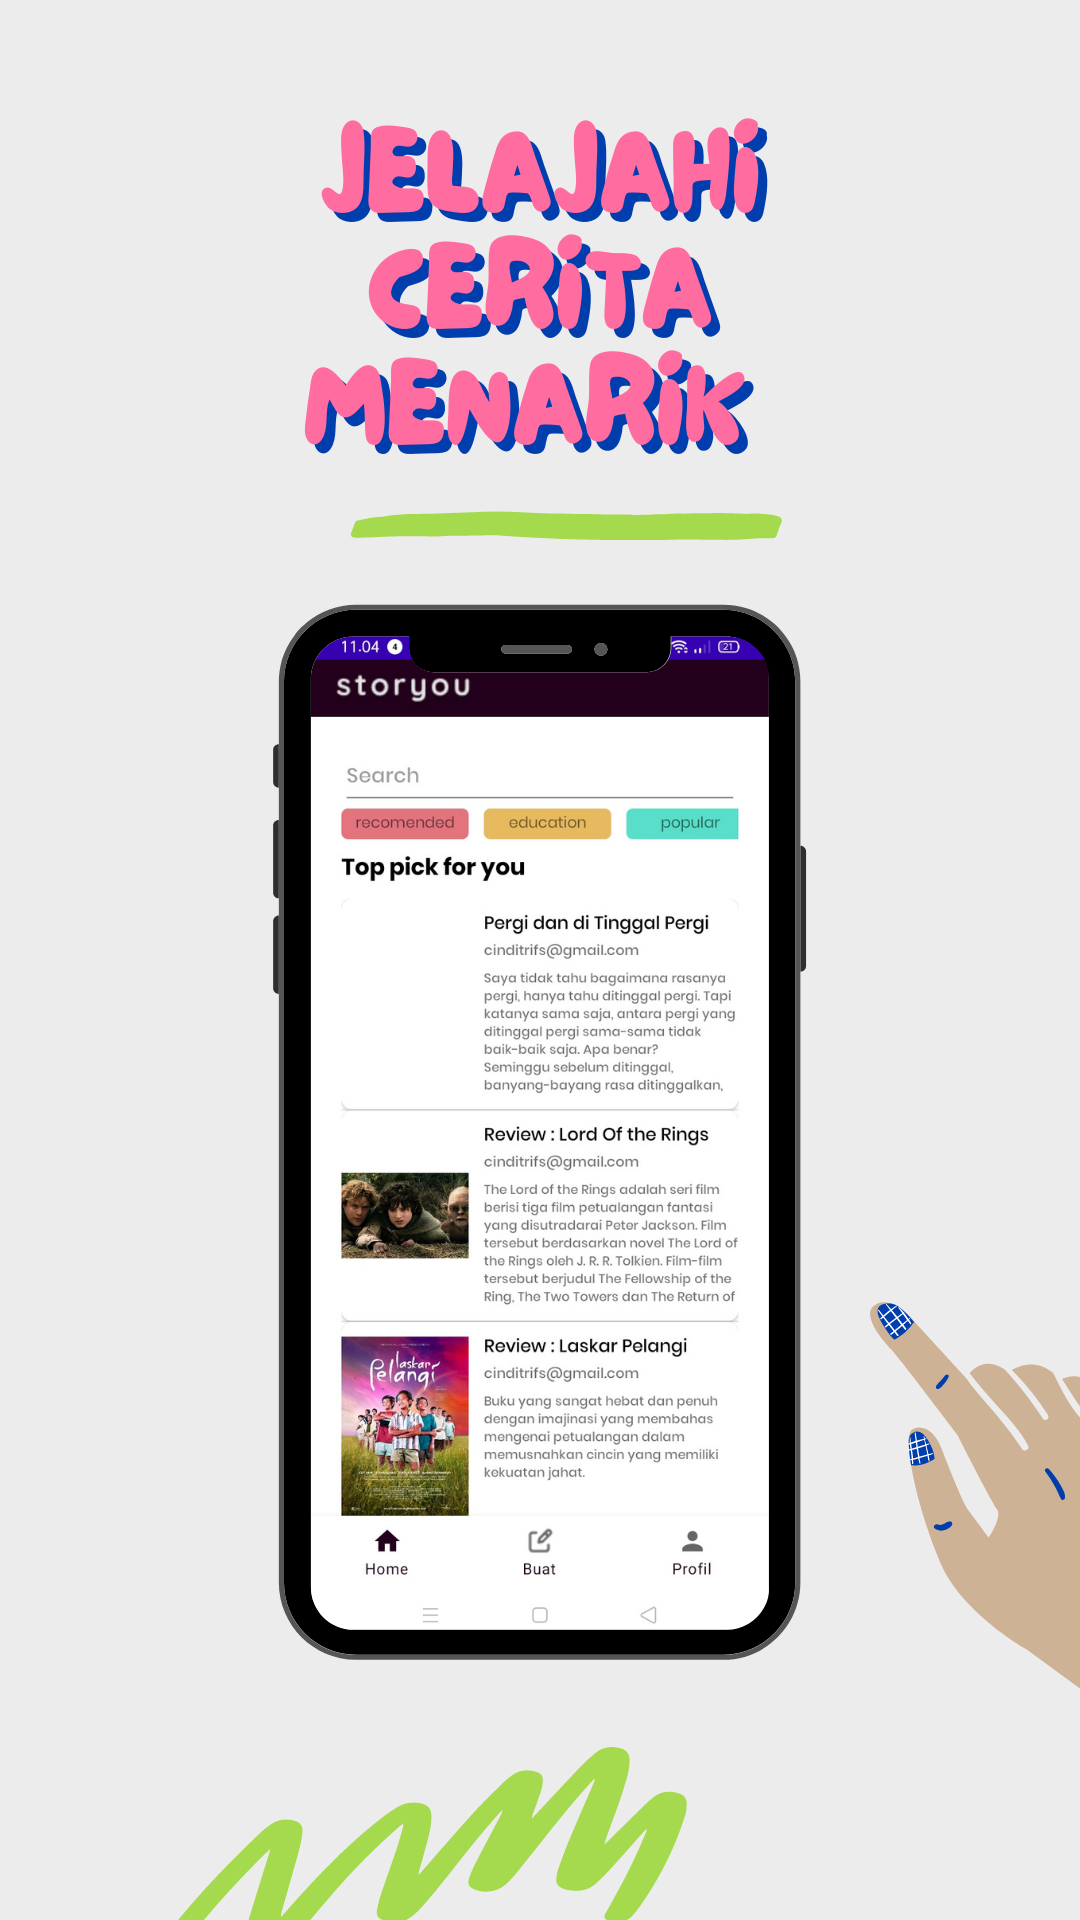 JELAJAHI
CERITA
MENARIK
11.04 4
21
storyou
Search
recomended education popular
Top pick for you
Pergi dan di Tinggal Pergi
cinditrifs@gmail.com
Saya tidak tahu bagaimana rasanya
pergi, hanya tahu ditinggal pergi. Tapi
katanya sama saja, antara pergi yang
ditinggal pergi sama-sama tidak
baik-baik saja. Apa benar?
Seminggu sebelum ditinggal,
banyang-bayang rasa ditinggalkan,
Review : Lord Of the Rings
cinditrifs@gmail.com
The Lord of the Rings adalah seri film
berisi tiga film petualangan fantasi
yang disutradarai Peter Jackson. Film
tersebut berdasarkan novel The Lord of
the Rings oleh J. R. R. Tolkien. Film-film
tersebut berjudul The Fellowship of the
Ring, The Two Towers dan The Return of
laskar
pelangi
Review : Laskar Pelangi
cinditrifs@gmail.com
Buku yang sangat hebat dan penuh
dengan imajinasi yang membahas
mengenai petualangan dalam
memusnahkan cincin yang memiliki
kekuatan jahat.
Home Buat Profil